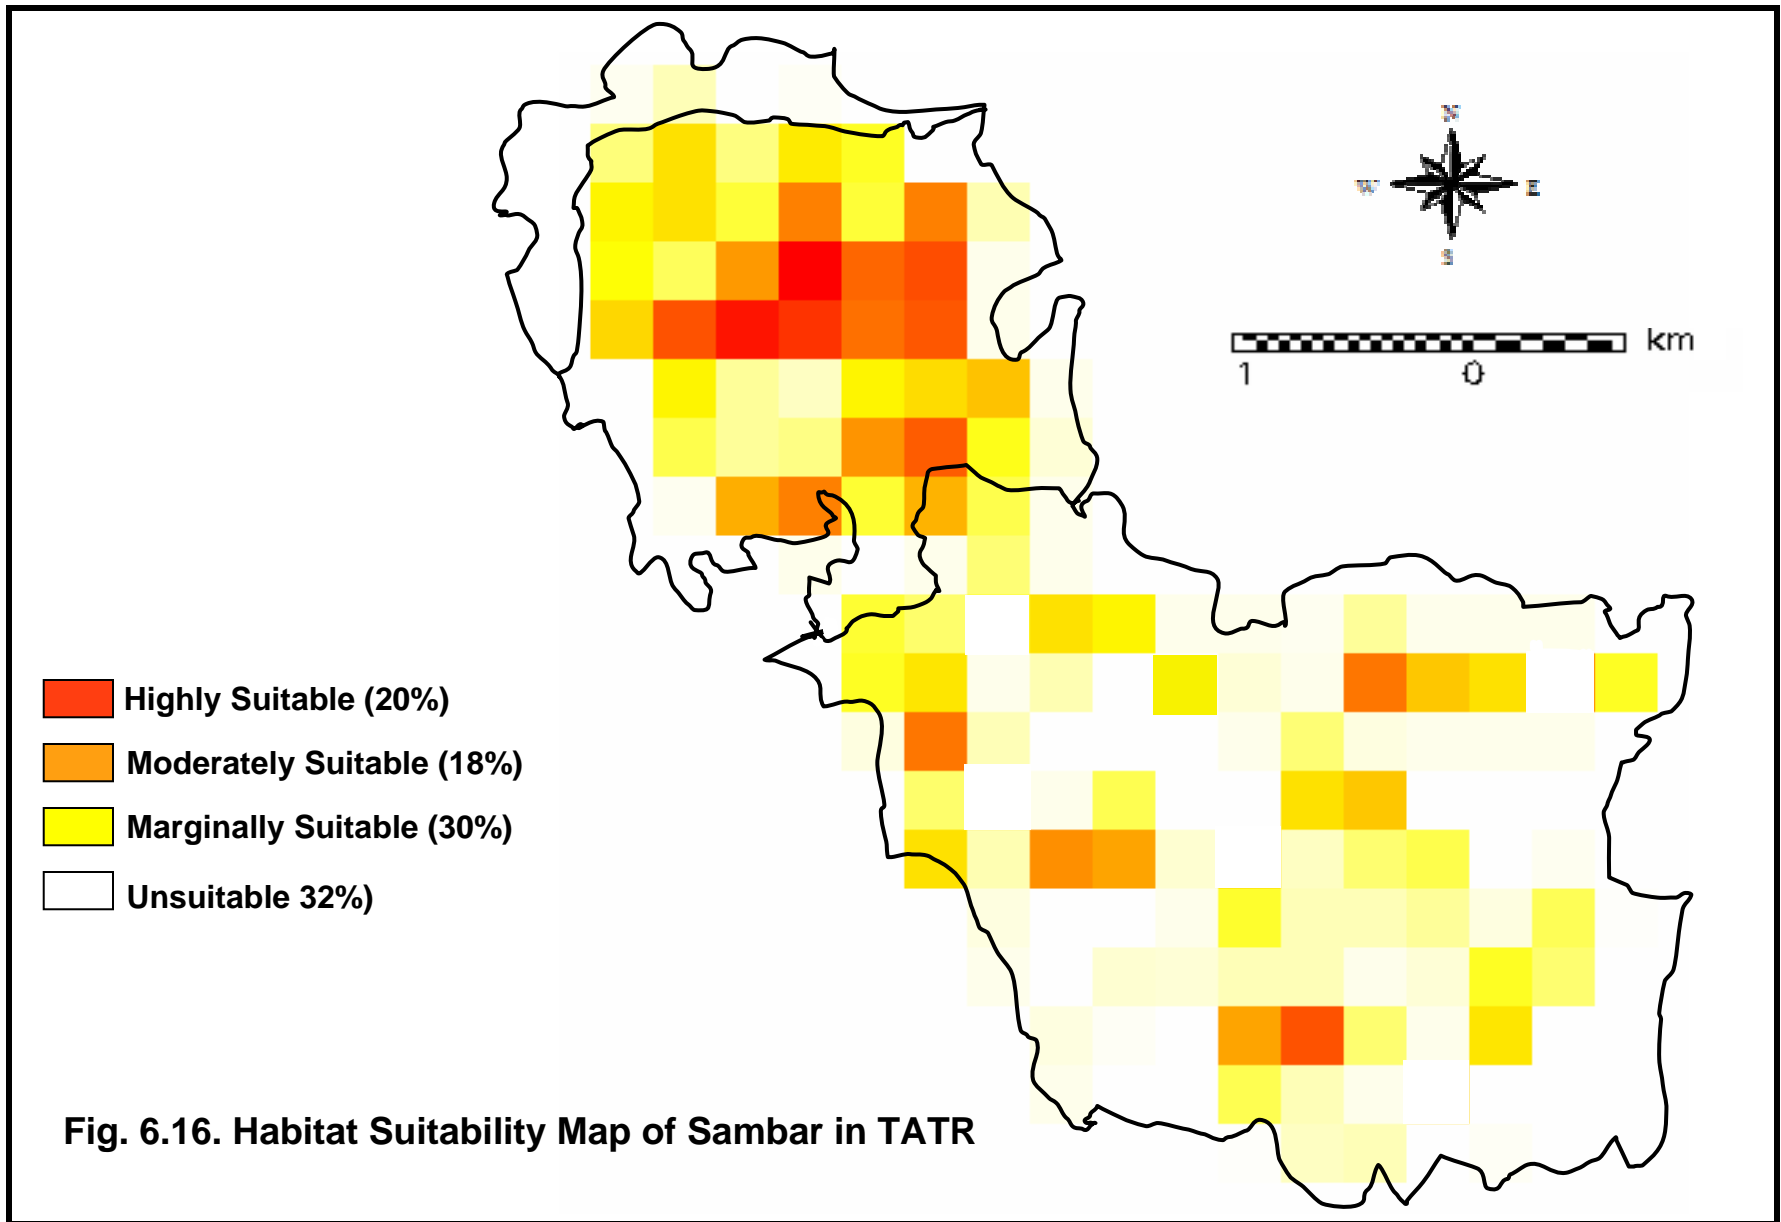 N
W E
S
km
1 0
Highly Suitable (20%)
Moderately Suitable (18%)
Marginally Suitable (30%)
Unsuitable 32%)
Fig. 6.16. Habitat Suitability Map of Sambar in TATR